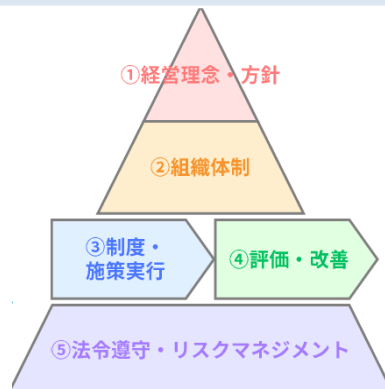 ①経営理念・方針
②組織体制
③制度・
施策実行
④評価・改善
⑤法令遵守・リスクマネジメント